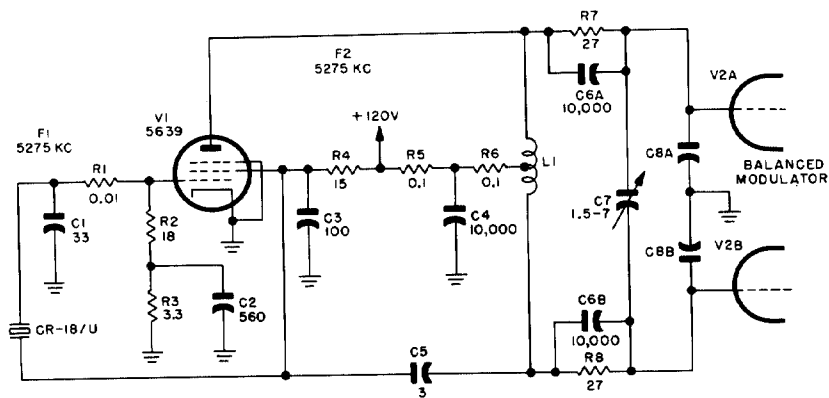 R7
27
F2
5275 KC
C6A
10,000
V2A
V1
5639
+120V
F1
5275 KC
R1
0.01
R4
15
R5
0.1
R6
0.1
L1
C8A
BALANCED
MODULATOR
C1
33
R2
18
C3
100
C4
10,000
C7
1.5-7
C8B
V2B
R3
3.3
C2
560
C6B
10,000
CR-18/U
C5
3
R8
27